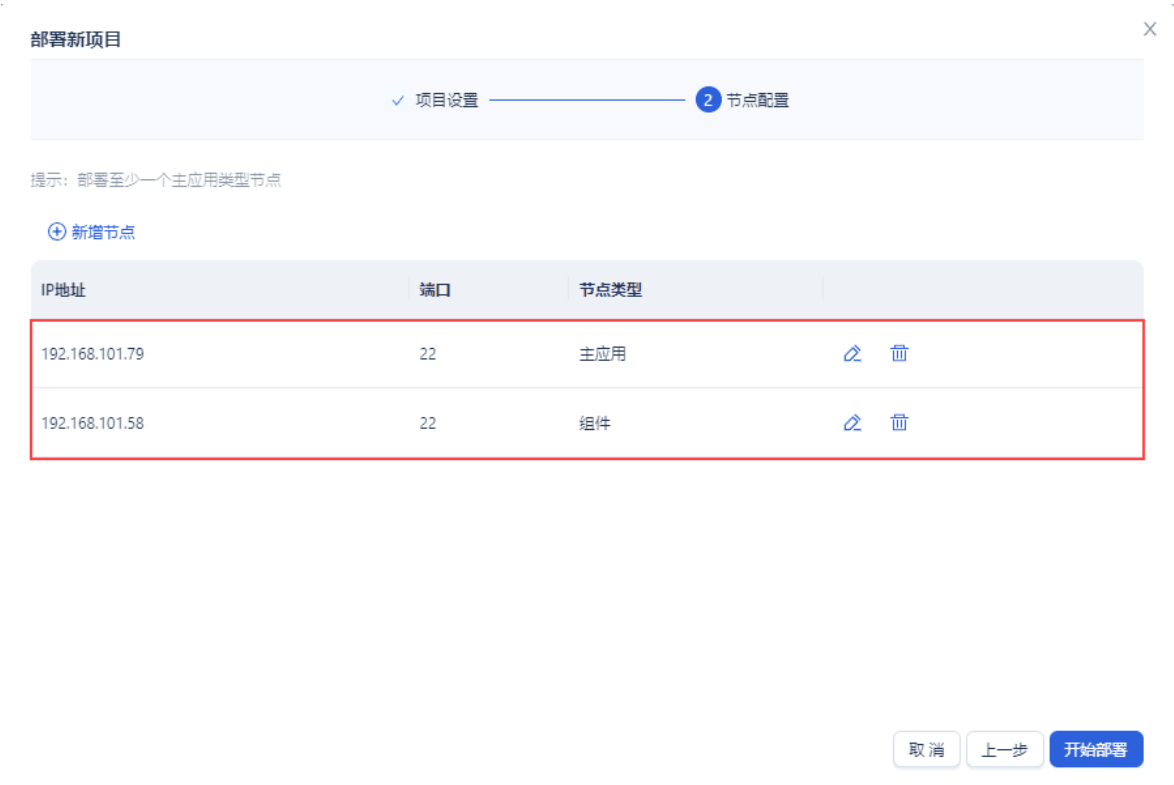 部署新项目
项目设置 2 节点配置
提示：部署至少一个主应用类型节点
新增节点
IP地址 端口 节点类型
192.168.101.79 22 主应用
192.168.101.58 22 组件
取消 上一步 开始部署